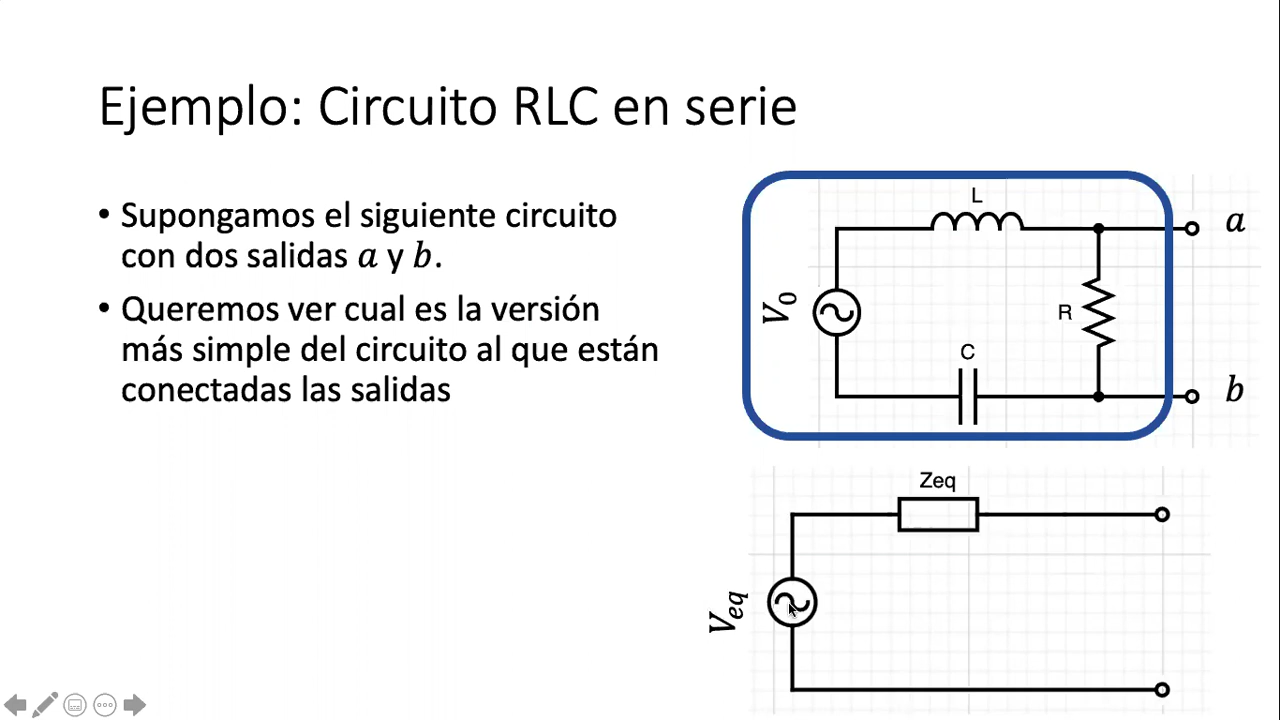 Ejemplo: Circuito RLC en serie
• Supongamos el siguiente circuito
con dos salidas a y b.
• Queremos ver cual es la versión
más simple del circuito al que están
conectadas las salidas
L
a
V0
R
C
b
Zeq
Veq